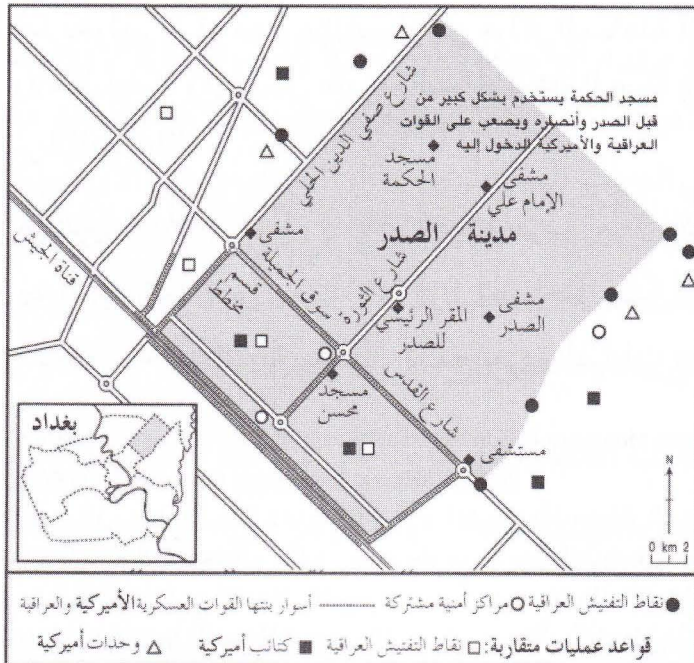 مسجد الحكمة يستخدم بشكل كبير من
قبل الصدر وأنصاره ويصعب على القوات
العراقية والأميركية الدخول إليه
شارع صفي الدين الحلي
مسجد
الحكمة
مشفى
الإمام علي
مدينة الصدر
مشفى
سوق الجميلة
شارع الثورة
قناة الجيش
قسم
مخطط
المقر الرئيسي
للصدر
مشفى
الصدر
مسجد
محسن
شارع القدس
مستشفى
بغداد
N
0 km 2
نقاط التفتيش العراقية
مراكز أمنية مشتركة
أسوار بنتها القوات العسكرية الأميركية والعراقية
قواعد عمليات متقاربة:
نقاط التفتيش العراقية
كتائب أميركية
وحدات أميركية